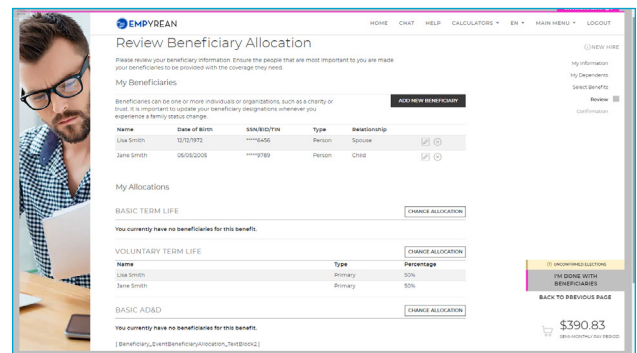 EMPYREAN
HOME CHAT HELP CALCULATORS EN MAIN MENU LOGOUT
Review Beneficiary Allocation
Please review your beneficiary information. Ensure the people that are most important to you are made
your beneficiaries to be provided with the coverage they need.
My Beneficiaries
Beneficiaries can be one or more individuals or organizations, such as a charity or
trust. It is important to update your beneficiary designations whenever you
experience a family status change.
ADD NEW BENEFICIARY
Name Date of Birth SSN/EID/TIN Type Relationship
Lisa Smith 12/12/1972 *****6456 Person Spouse
Jane Smith 05/05/2005 *****9789 Person Child
My Allocations
BASIC TERM LIFE
CHANGE ALLOCATION
You currently have no beneficiaries for this benefit.
VOLUNTARY TERM LIFE
CHANGE ALLOCATION
Name Type Percentage
Lisa Smith Primary 50%
Jane Smith Primary 50%
BASIC AD&D
CHANGE ALLOCATION
You currently have no beneficiaries for this benefit.
[ Beneficiary_EventBeneficiaryAllocation_TextBlock2 ]
NEW HIRE
My Information
My Dependents
Select Benefits
Review
Confirmation
UNCONFIRMED ELECTIONS
I'M DONE WITH
BENEFICIARIES
BACK TO PREVIOUS PAGE
$390.83
SEMI-MONTHLY PAY PERIOD